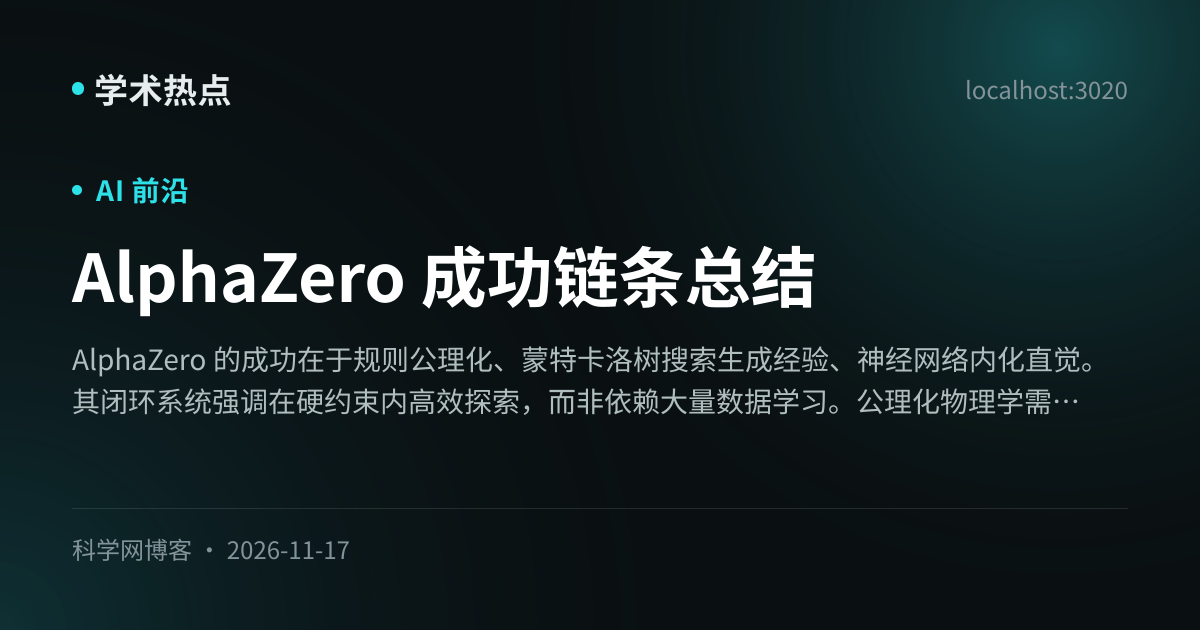 学术热点
localhost:3020
AI 前沿
AlphaZero 成功链条总结
AlphaZero 的成功在于规则公理化、蒙特卡洛树搜索生成经验、神经网络内化直觉。
其闭环系统强调在硬约束内高效探索，而非依赖大量数据学习。公理化物理学需…
科学网博客 · 2026-11-17